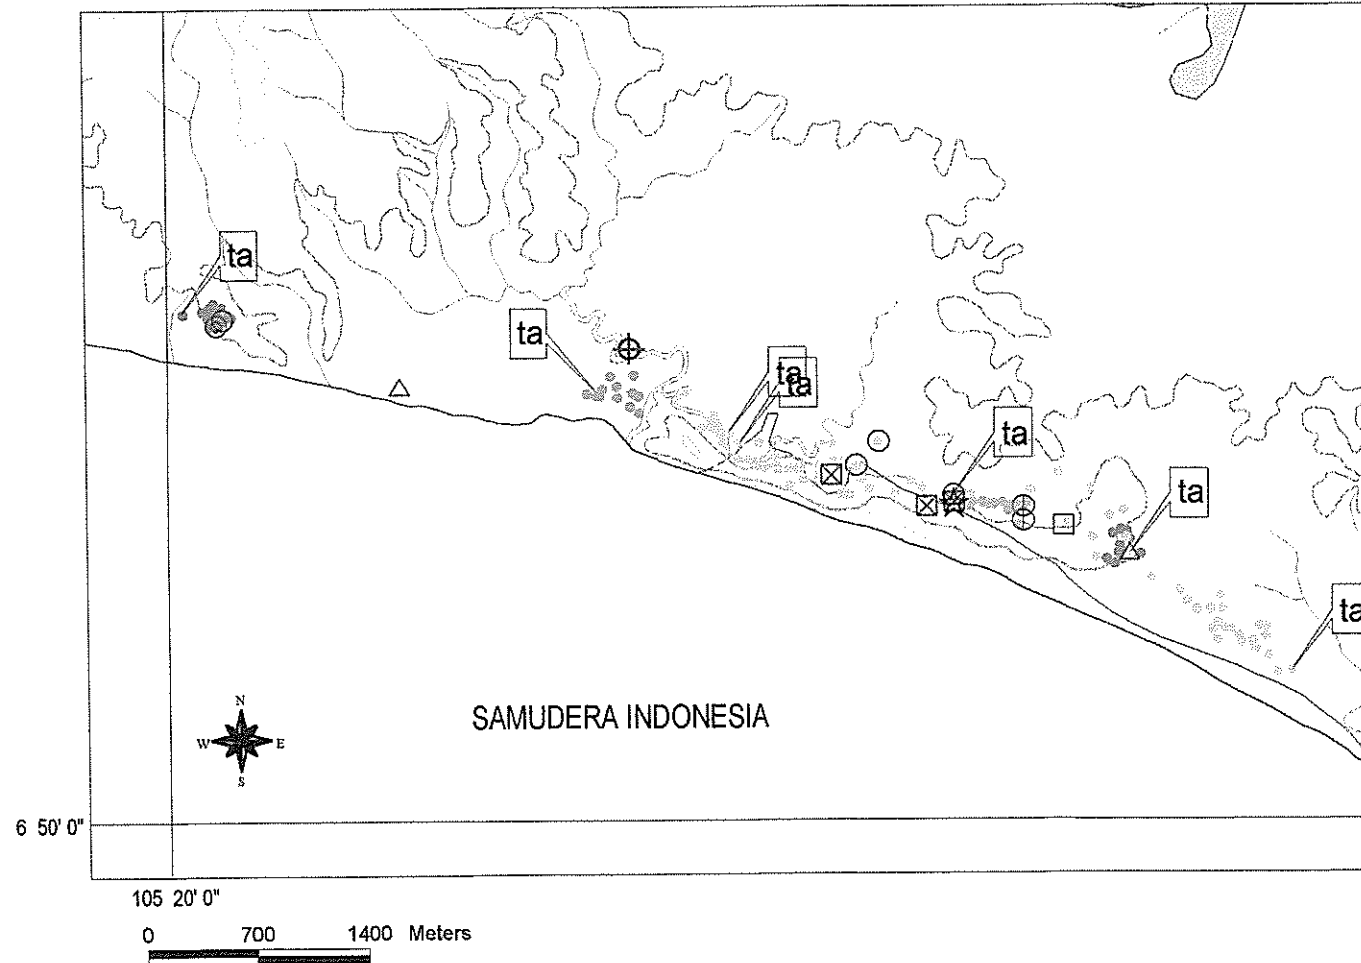 ta
ta
ta
ta
ta
ta
ta
SAMUDERA INDONESIA
N
W E
S
6 50' 0"
105 20' 0"
0 700 1400 Meters